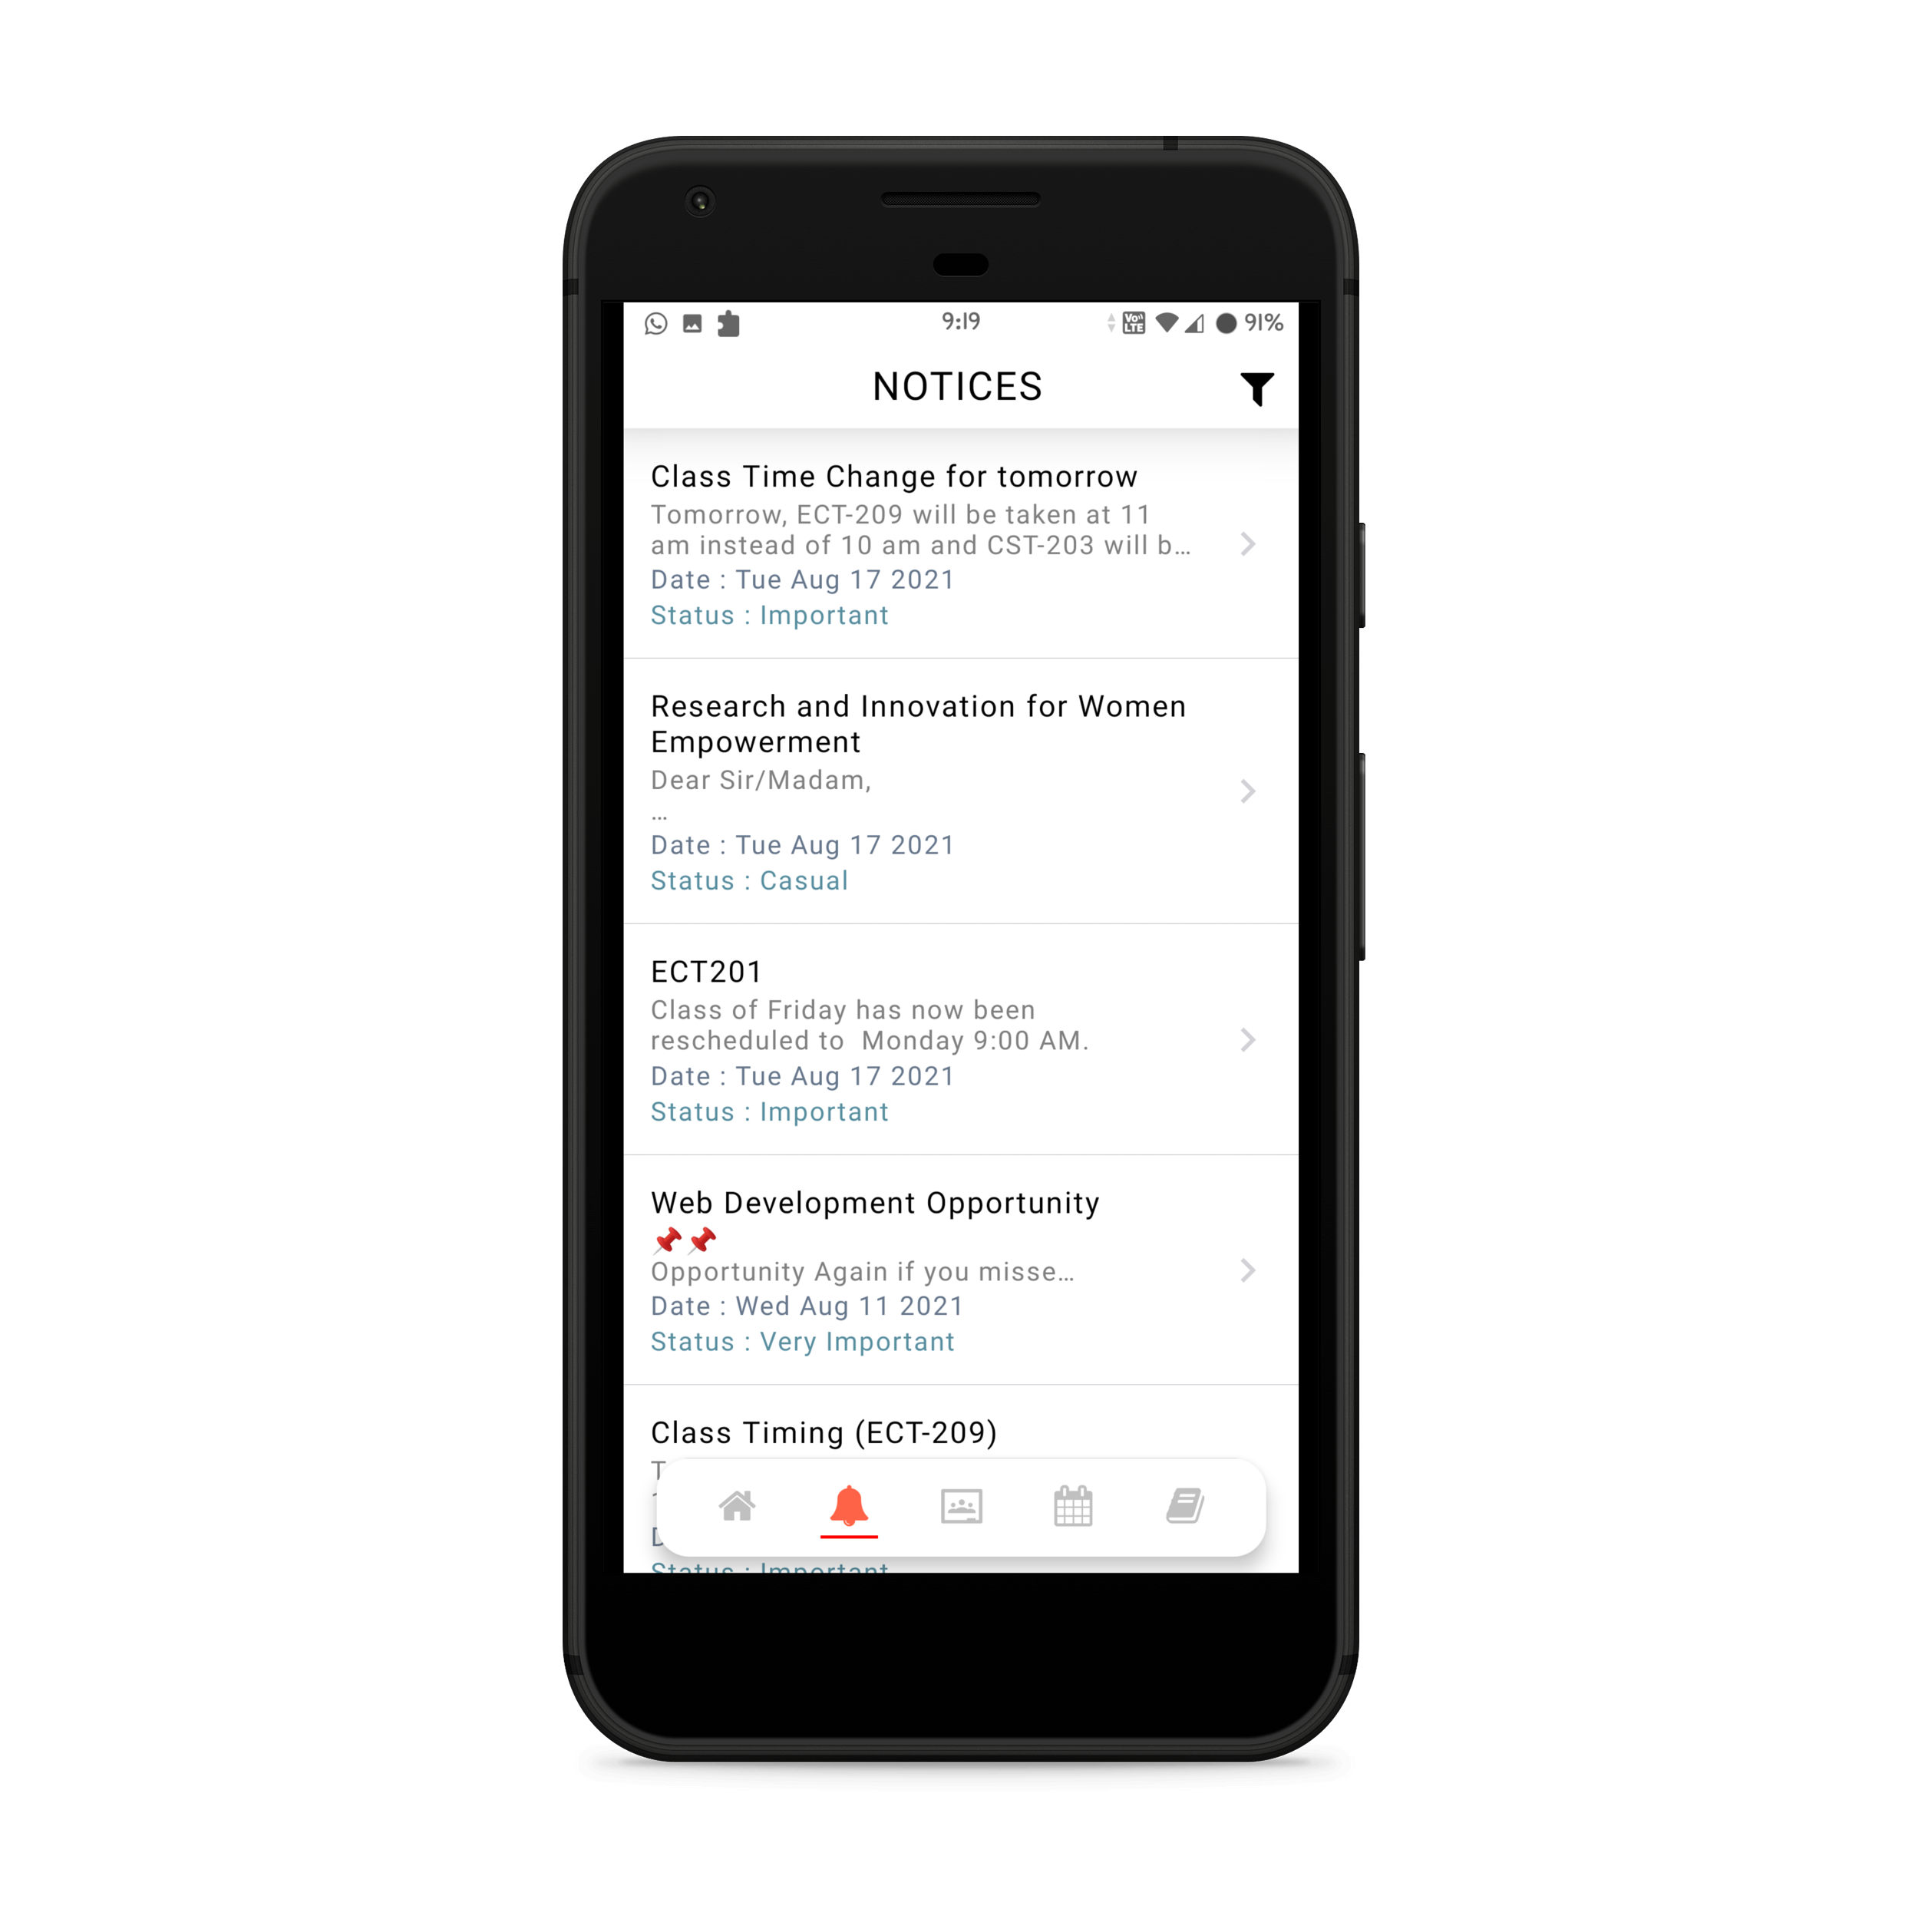 9:19
Vo LTE
91%
NOTICES
Class Time Change for tomorrow
Tomorrow, ECT-209 will be taken at 11
am instead of 10 am and CST-203 will b...
Date : Tue Aug 17 2021
Status : Important
Research and Innovation for Women
Empowerment
Dear Sir/Madam,
...
Date : Tue Aug 17 2021
Status : Casual
ECT201
Class of Friday has now been
rescheduled to  Monday 9:00 AM.
Date : Tue Aug 17 2021
Status : Important
Web Development Opportunity
📌📌
Opportunity Again if you misse...
Date : Wed Aug 11 2021
Status : Very Important
Class Timing (ECT-209)
Status : Important